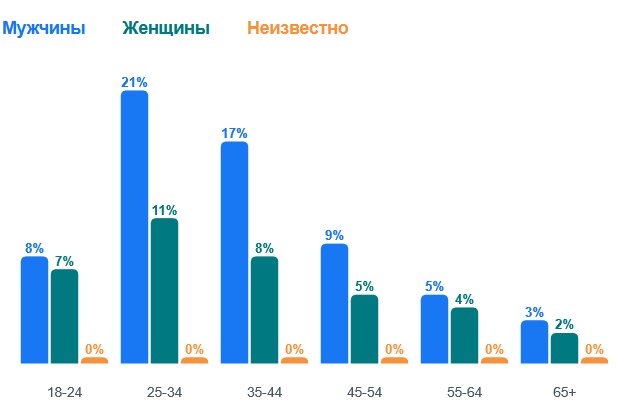 Мужчины Женщины Неизвестно
21%
17%
11%
9%
8% 7% 8%
5% 5% 4%
3% 2%
0% 0% 0% 0% 0% 0%
18-24 25-34 35-44 45-54 55-64 65+